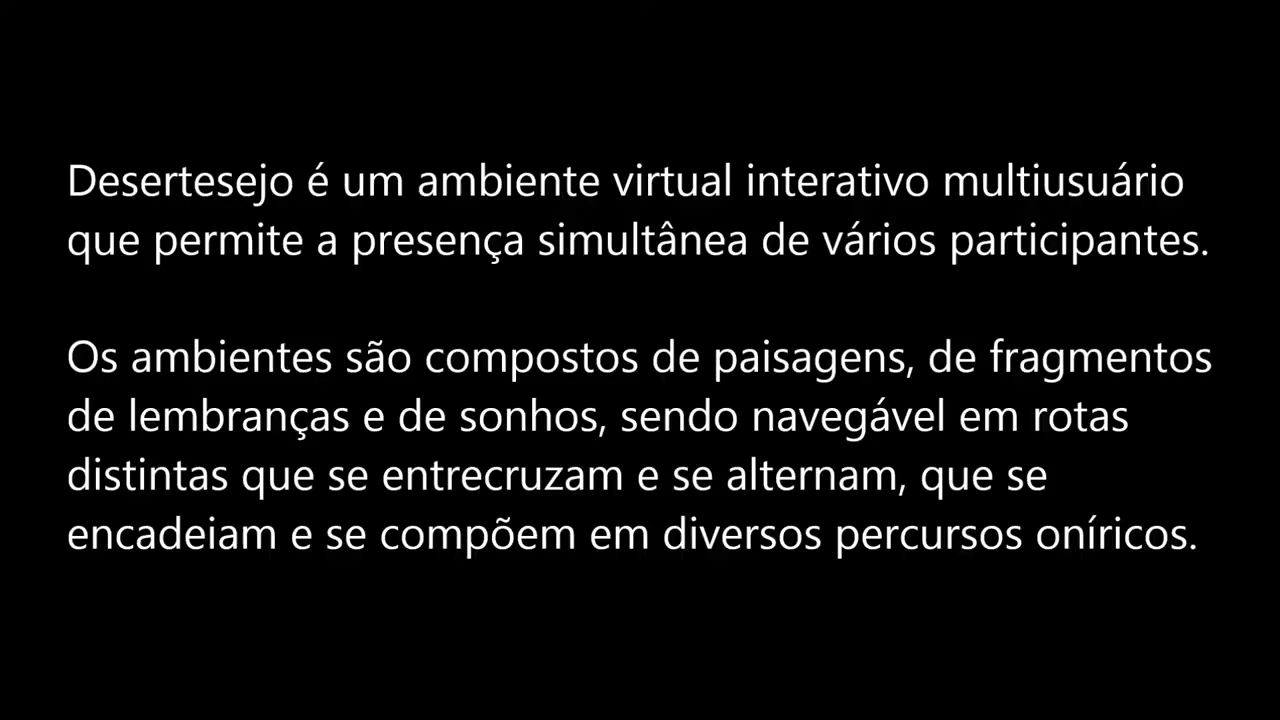 Desertesejo é um ambiente virtual interativo multiusuário
que permite a presença simultânea de vários participantes.
Os ambientes são compostos de paisagens, de fragmentos
de lembranças e de sonhos, sendo navegável em rotas
distintas que se entrecruzam e se alternam, que se
encadeiam e se compõem em diversos percursos oníricos.